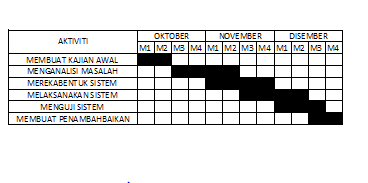 AKTIVITI OKTOBER NOVEMBER DISEMBER
M1 M2 M3 M4 M1 M2 M3 M4 M1 M2 M3 M4
MEMBUAT KAJIAN AWAL
MENGANALISI MASALAH
MEREKABENTUK SISTEM
MELAKSANAKAN SISTEM
MENGUJI SISTEM
MEMBUAT PENAMBAHBAIKAN